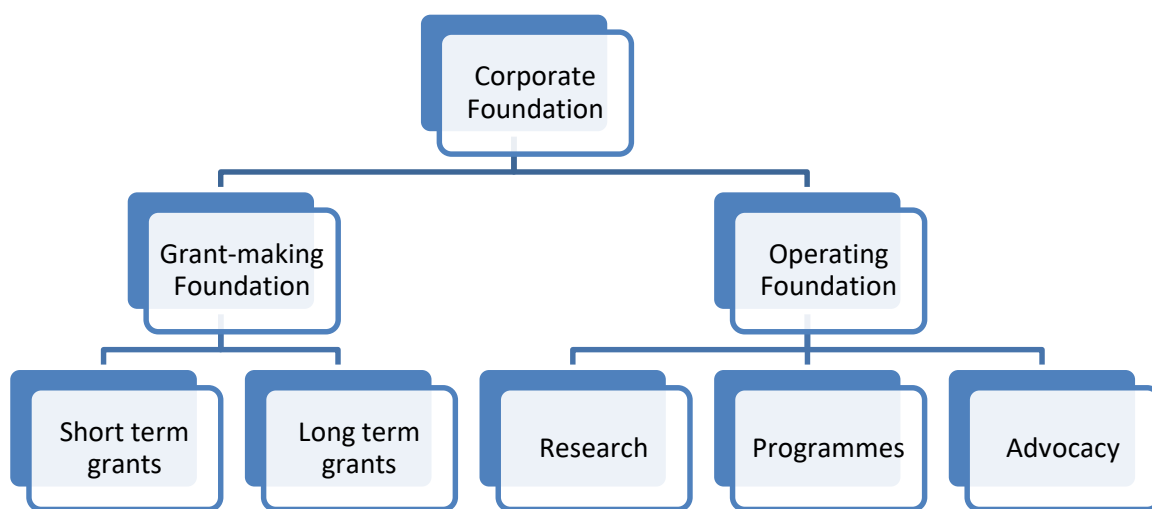 Corporate
Foundation
Grant-making
Foundation
Operating
Foundation
Short term
grants
Long term
grants
Research
Programmes
Advocacy